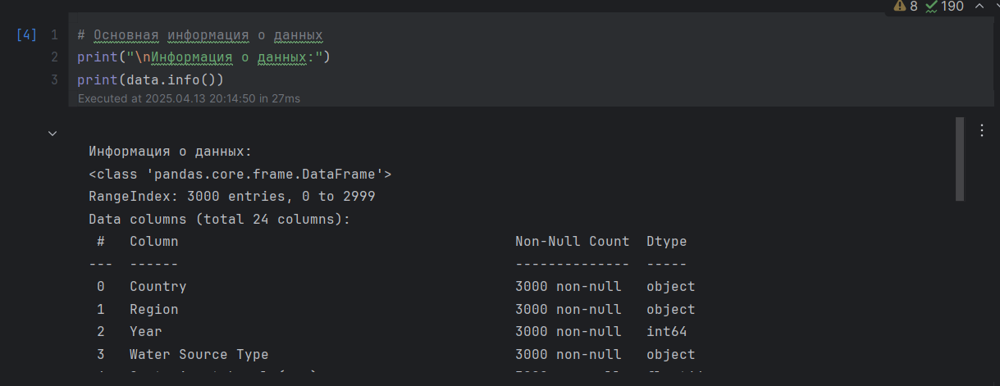 8 190
[4] 1 # Основная информация о данных
2 print("\nИнформация о данных:")
3 print(data.info())
Executed at 2025.04.13 20:14:50 in 27ms
Информация о данных:
<class 'pandas.core.frame.DataFrame'>
RangeIndex: 3000 entries, 0 to 2999
Data columns (total 24 columns):
 #   Column                                         Non-Null Count  Dtype
---  ------                                         --------------  -----
 0   Country                                        3000 non-null   object
 1   Region                                         3000 non-null   object
 2   Year                                           3000 non-null   int64
 3   Water Source Type                              3000 non-null   object